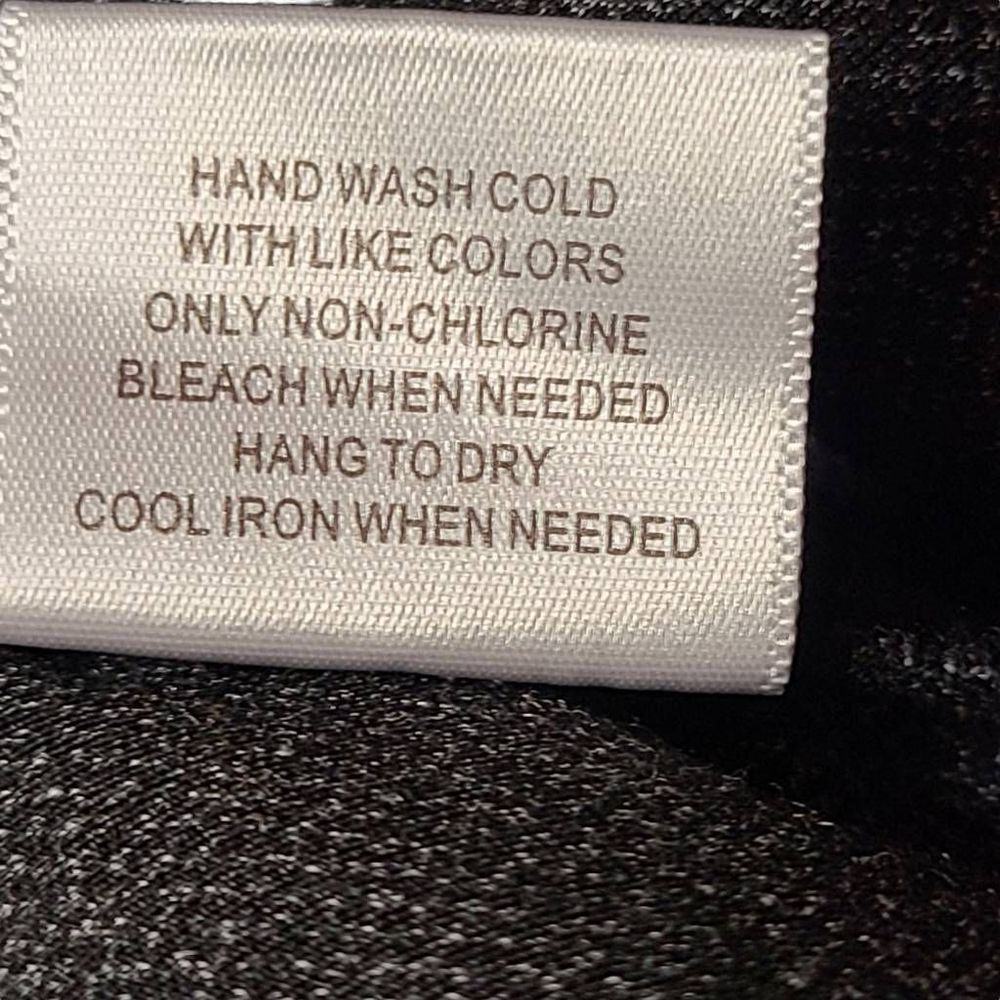 HAND WASH COLD
WITH LIKE COLORS
ONLY NON-CHLORINE
BLEACH WHEN NEEDED
HANG TO DRY
COOL IRON WHEN NEEDED